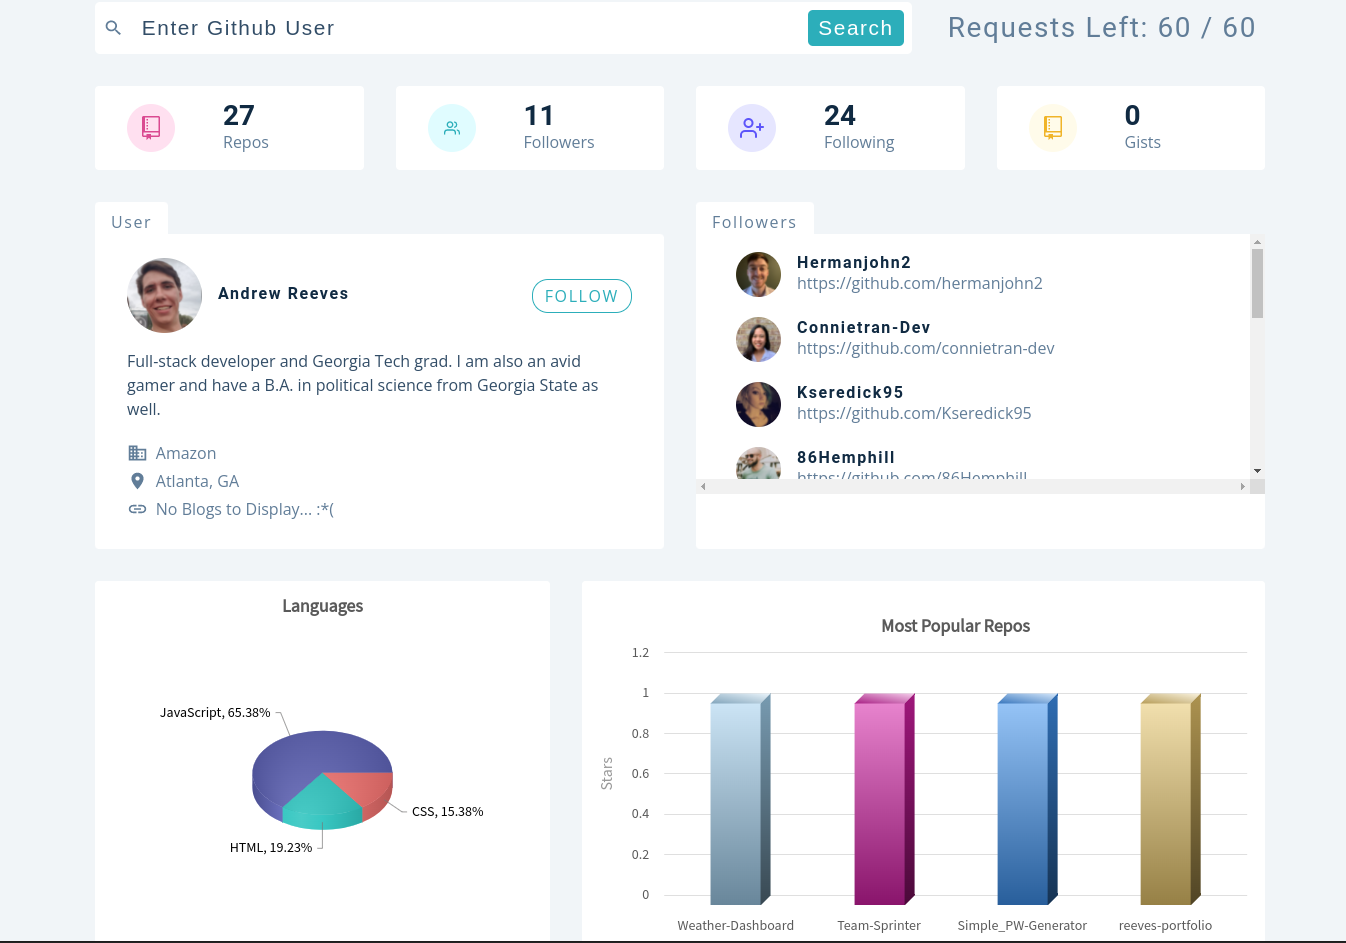 Enter Github User
Search
Requests Left: 60 / 60
27
Repos
11
Followers
24
Following
0
Gists
User
Andrew Reeves
FOLLOW
Full-stack developer and Georgia Tech grad. I am also an avid
gamer and have a B.A. in political science from Georgia State as
well.
Amazon
Atlanta, GA
No Blogs to Display... :*(
Followers
Hermanjohn2
https://github.com/hermanjohn2
Connietran-Dev
https://github.com/connietran-dev
Kseredick95
https://github.com/Kseredick95
86Hemphill
https://github.com/86Hemphill
Languages
JavaScript, 65.38%
CSS, 15.38%
HTML, 19.23%
Most Popular Repos
1.2
1
0.8
0.6
0.4
0.2
0
Stars
Weather-Dashboard
Team-Sprinter
Simple_PW-Generator
reeves-portfolio